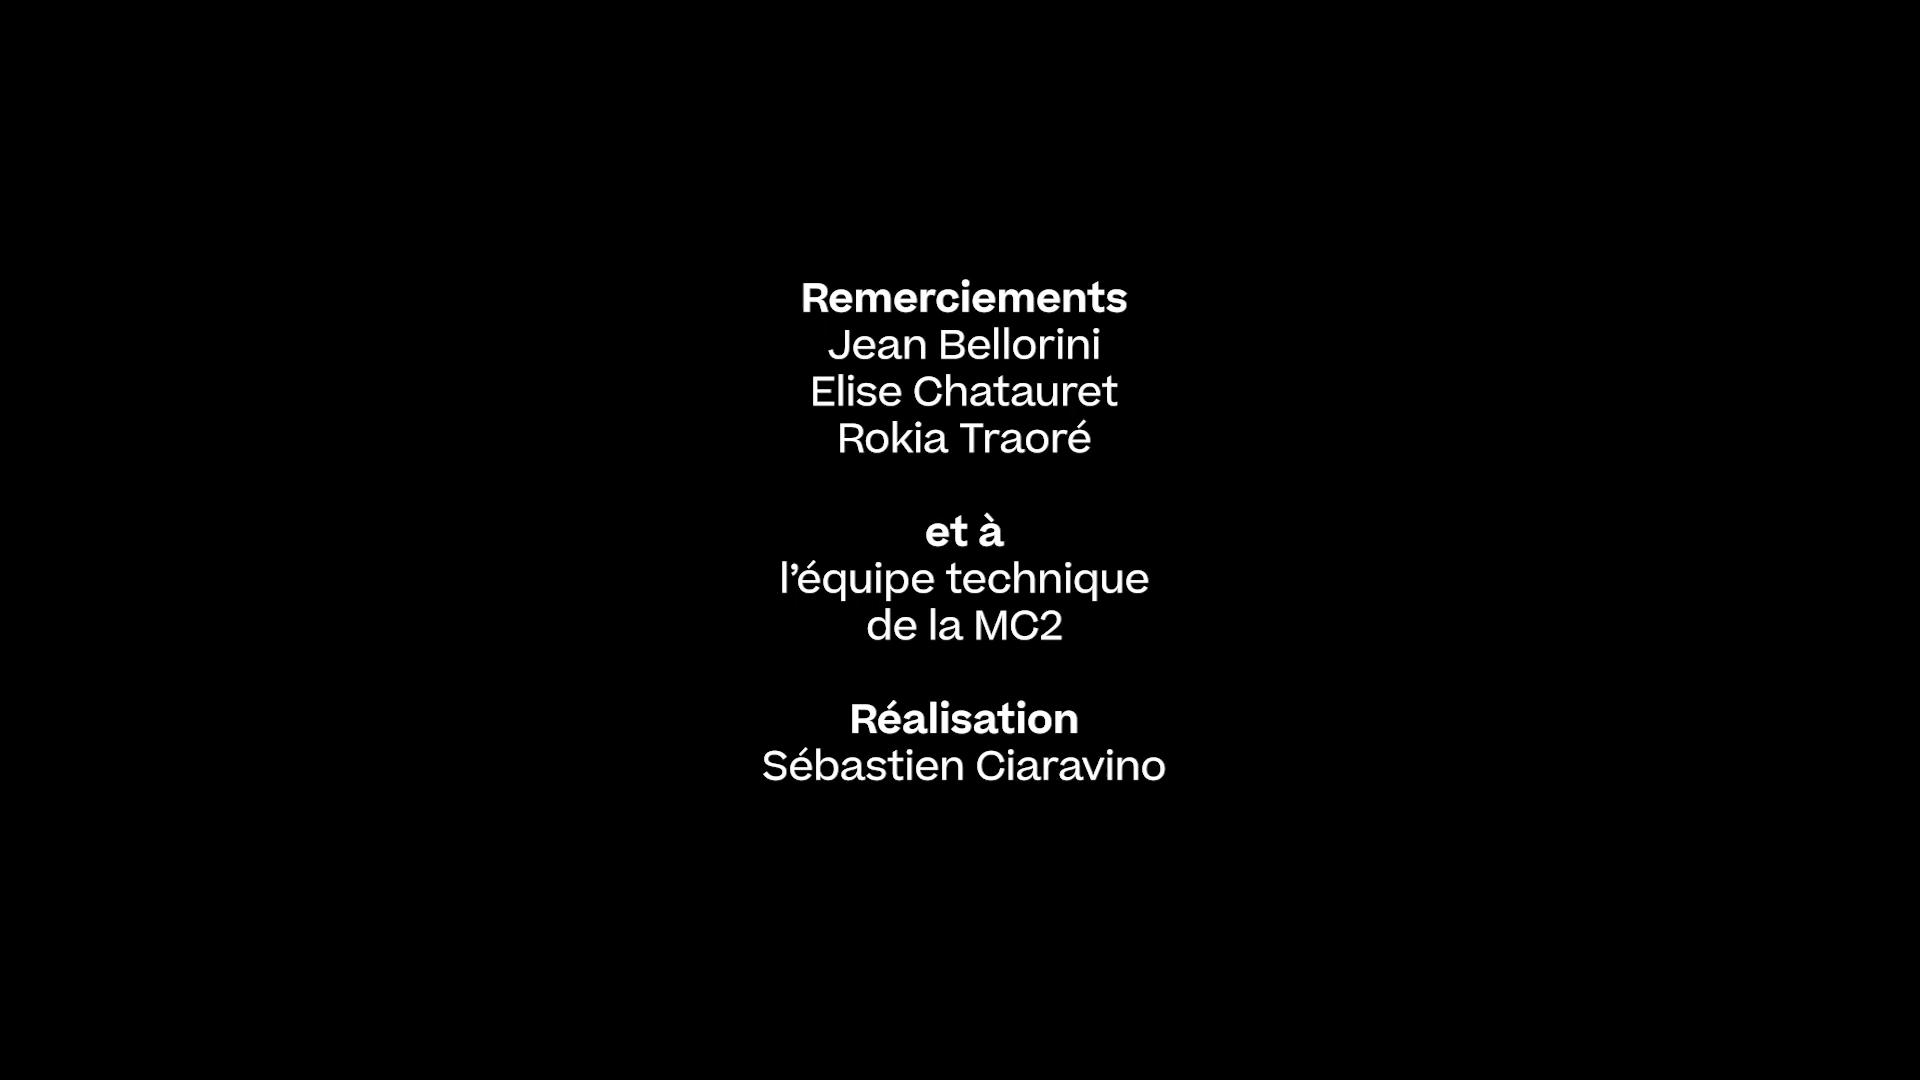 Remerciements
Jean Bellorini
Elise Chatauret
Rokia Traoré
et à
l’équipe technique
de la MC2
Réalisation
Sébastien Ciaravino